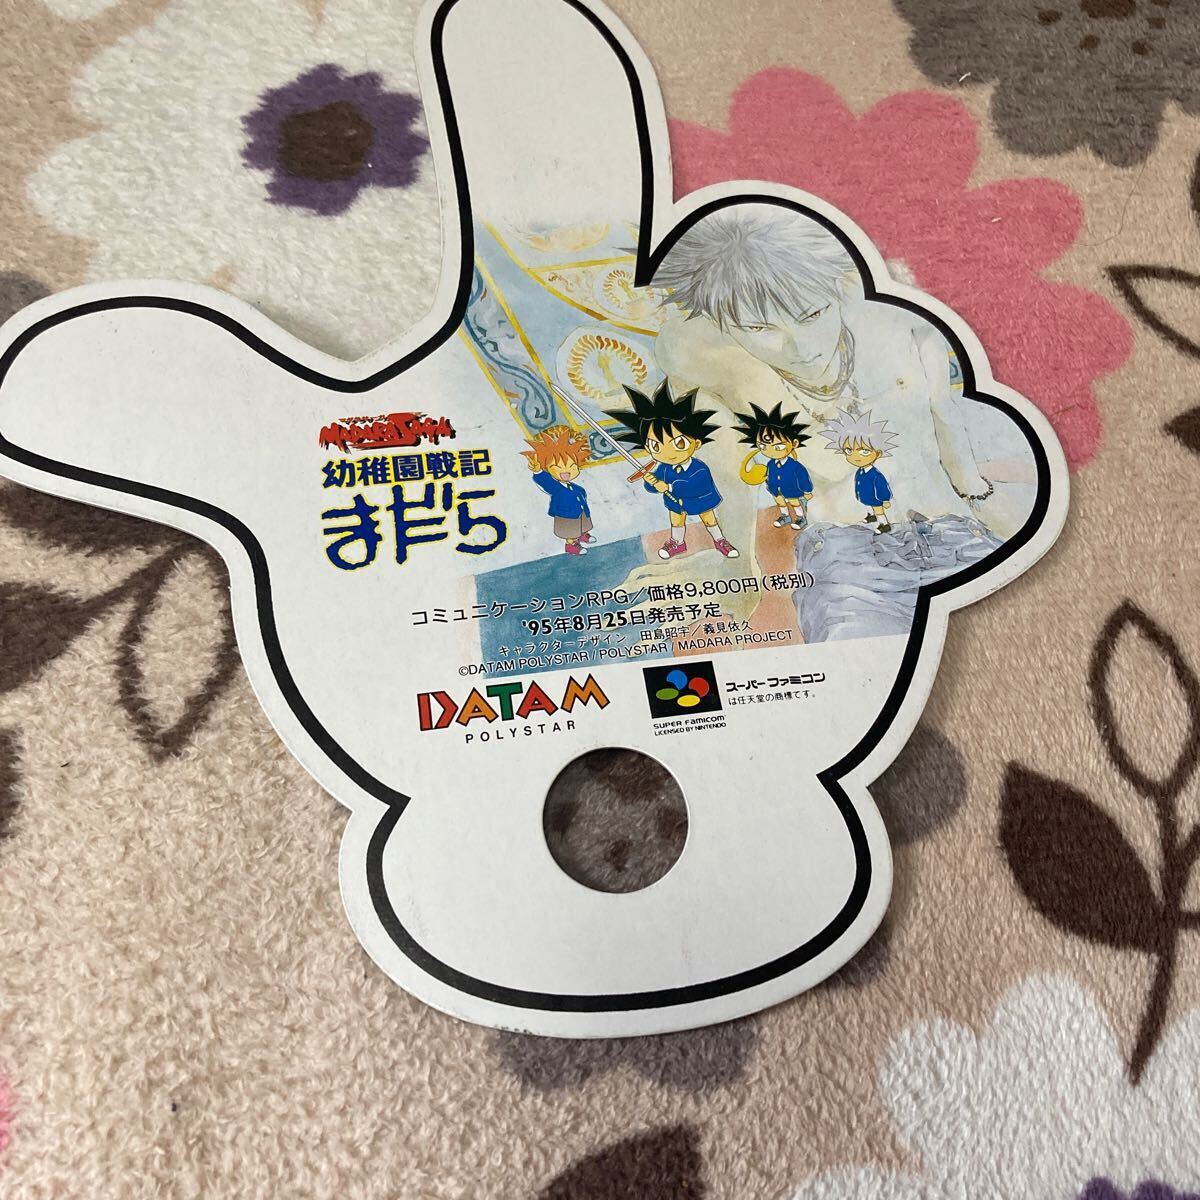 MADARA SAGA
幼稚園戦記
まだら
コミュニケーションRPG／価格9,800円(税別)
'95年8月25日発売予定
キャラクターデザイン　田島昭宇／義見依久
©DATAM POLYSTAR / POLYSTAR / MADARA PROJECT
DATAM
POLYSTAR
SUPER FAMICOM
LICENSED BY NINTENDO
スーパーファミコン
は任天堂の商標です。